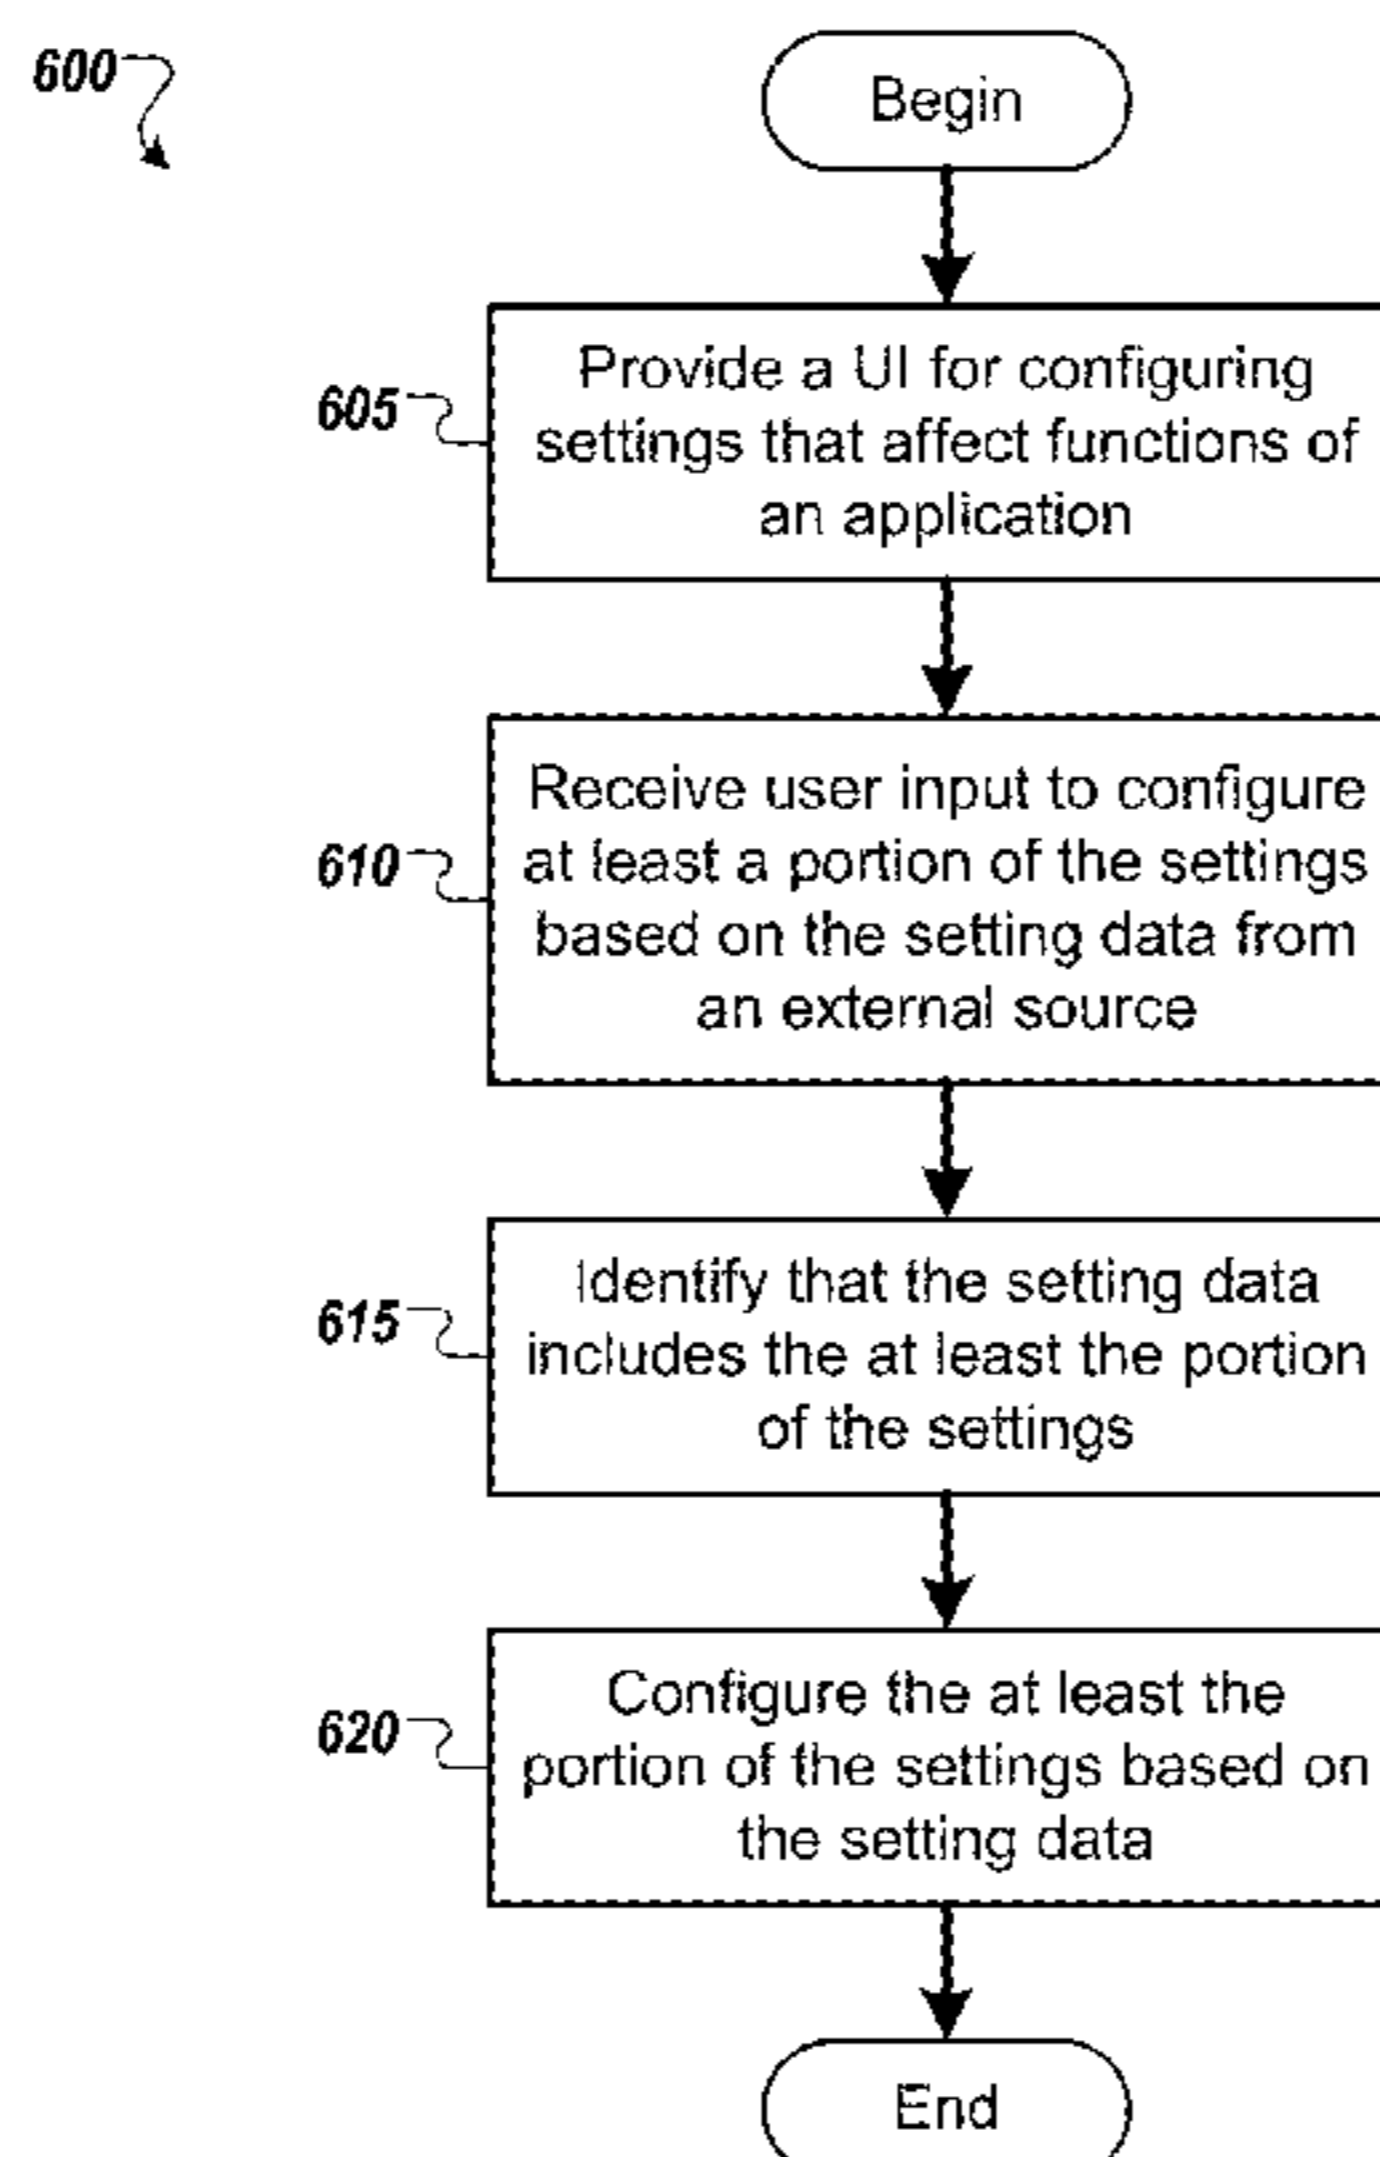 600
Begin
605
Provide a UI for configuring
settings that affect functions of
an application
610
Receive user input to configure
at least a portion of the settings
based on the setting data from
an external source
615
Identify that the setting data
includes the at least the portion
of the settings
620
Configure the at least the
portion of the settings based on
the setting data
End